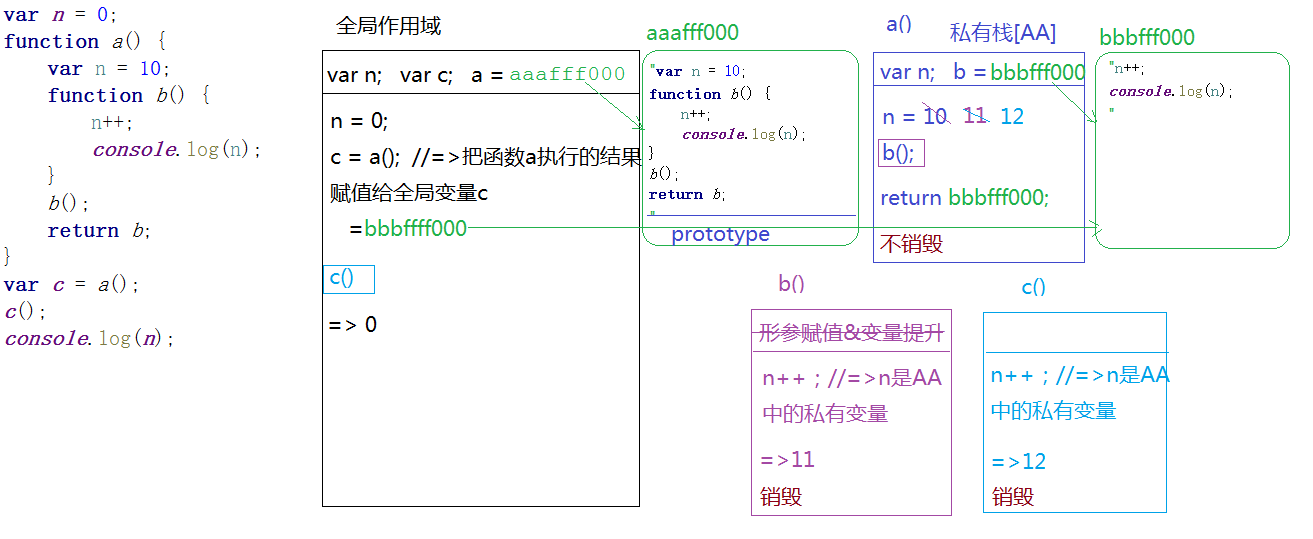 var n = 0;
function a() {
    var n = 10;
    function b() {
        n++;
        console.log(n);
    }
    b();
    return b;
}
var c = a();
c();
console.log(n);
全局作用域
var n; var c; a = aaafff000
n = 0;
c = a(); //=>把函数a执行的结果
赋值给全局变量c
=bbbffff000
c()
=> 0
aaafff000
"var n = 10;
function b() {
    n++;
    console.log(n);
}
b();
return b;
"
prototype
a() 私有栈[AA]
var n; b = bbbfff000
n = 10 11 12
b();
return bbbfff000;
不销毁
bbbfff000
"n++;
console.log(n);
"
b()
形参赋值&变量提升
n++；//=>n是AA
中的私有变量
=>11
销毁
c()
n++；//=>n是AA
中的私有变量
=>12
销毁